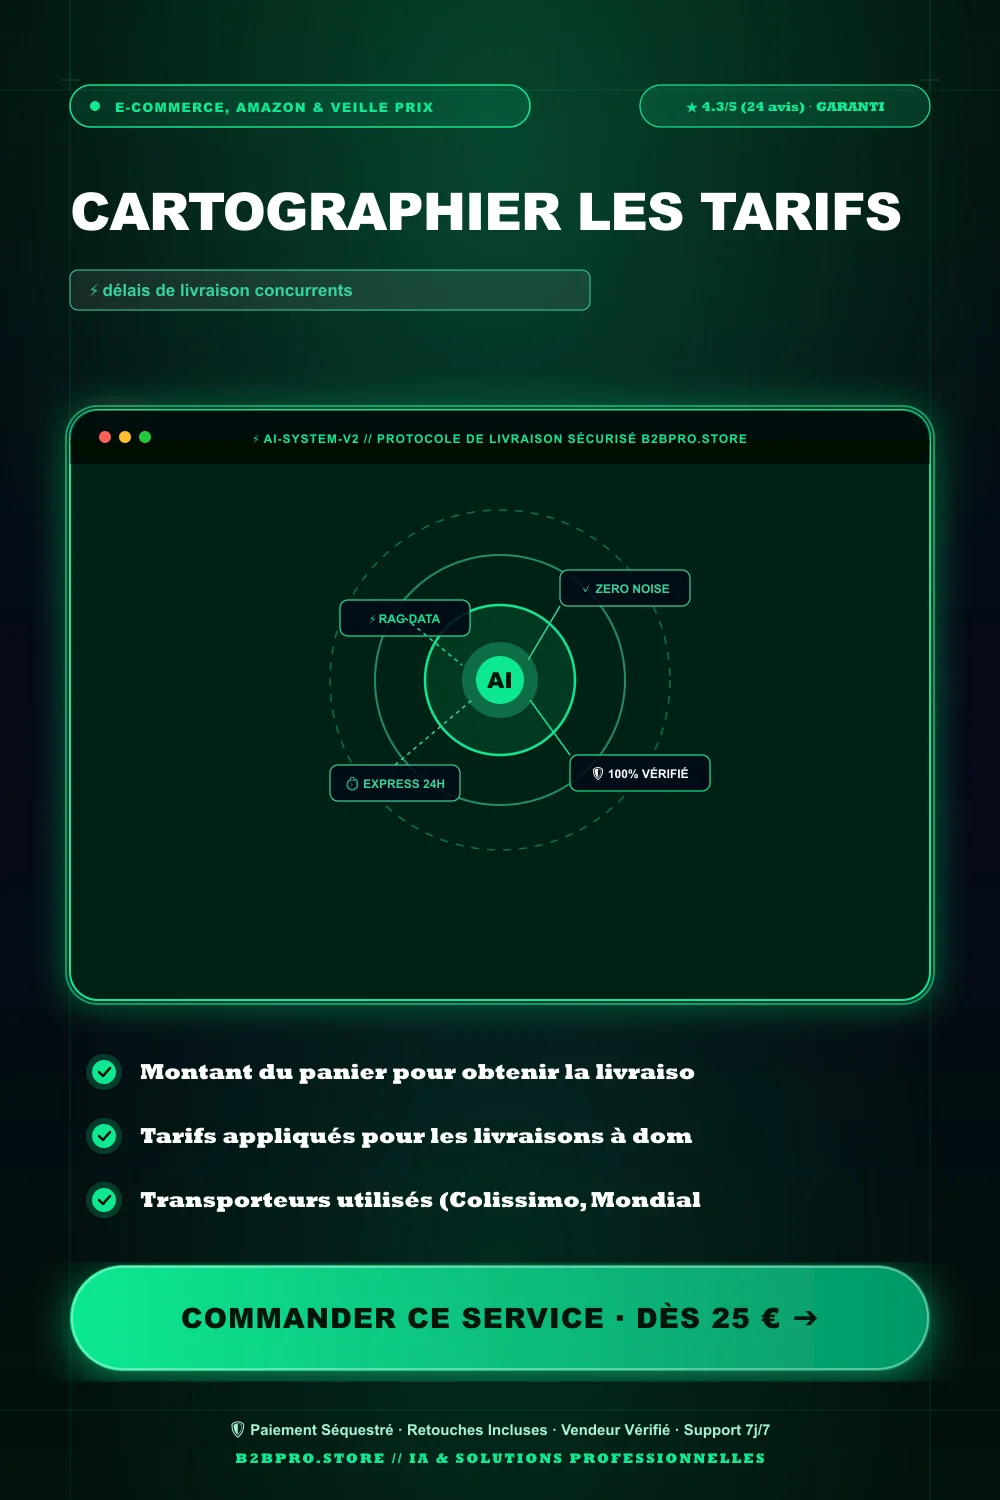 E-COMMERCE, AMAZON & VEILLE PRIX
★ 4.3/5 (24 avis) · GARANTI
CARTOGRAPHIER LES TARIFS
⚡ délais de livraison concurrents
⚡ AI-SYSTEM-V2 // PROTOCOLE DE LIVRAISON SÉCURISÉ B2BPRO.STORE
✓ ZERO NOISE
⚡ RAG DATA
AI
⏱ EXPRESS 24H
🛡 100% VÉRIFIÉ
Montant du panier pour obtenir la livraiso
Tarifs appliqués pour les livraisons à dom
Transporteurs utilisés (Colissimo, Mondial
COMMANDER CE SERVICE · DÈS 25 € ➔
🛡 Paiement Séquestré · Retouches Incluses · Vendeur Vérifié · Support 7j/7
B2BPRO.STORE // IA & SOLUTIONS PROFESSIONNELLES